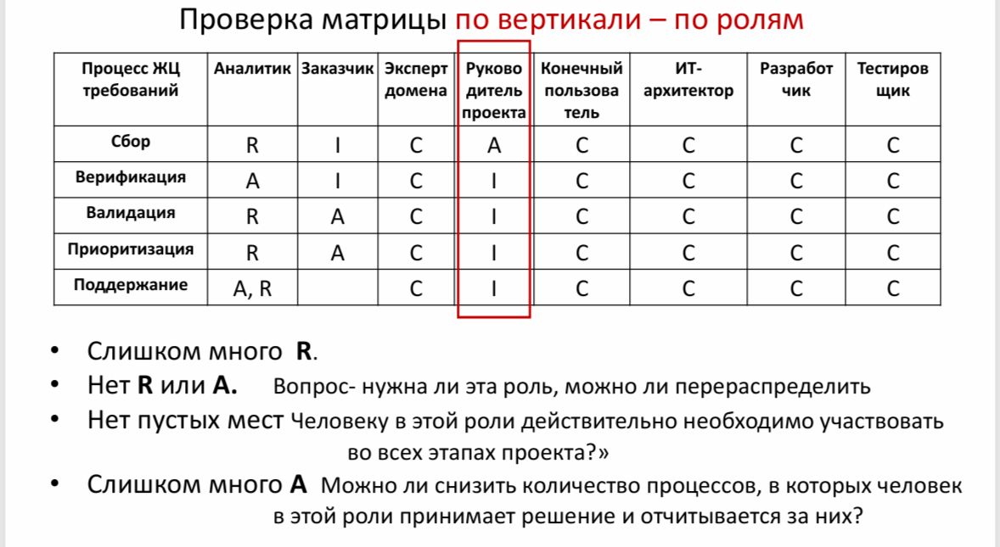 Проверка матрицы по вертикали – по ролям
Процесс ЖЦ требований | Аналитик | Заказчик | Эксперт домена | Руково дитель проекта | Конечный пользова тель | ИТ-архитектор | Разработ чик | Тестиров щик
Сбор | R | I | C | A | C | C | C | C
Верификация | A | I | C | I | C | C | C | C
Валидация | R | A | C | I | C | C | C | C
Приоритизация | R | A | C | I | C | C | C | C
Поддержание | A, R | | C | I | C | C | C | C
• Слишком много R.
• Нет R или A. Вопрос- нужна ли эта роль, можно ли перераспределить
• Нет пустых мест Человеку в этой роли действительно необходимо участвовать
во всех этапах проекта?»
• Слишком много A Можно ли снизить количество процессов, в которых человек
в этой роли принимает решение и отчитывается за них?